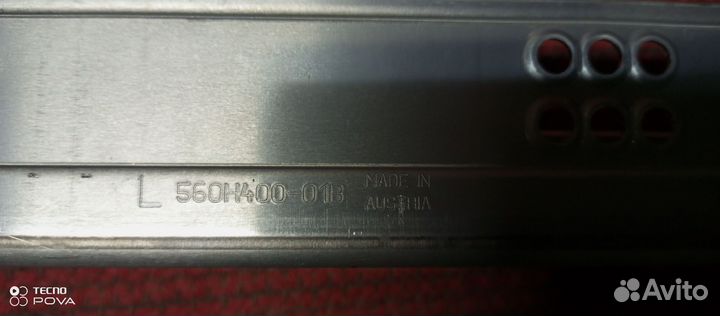 L 560H400-01B MADE IN
AUSTRIA
TECNO
POVA
Avito